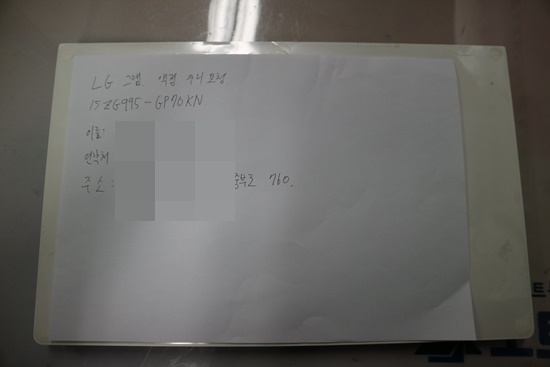 LG 그램. 액정 수리 요청
15ZG995-GP70KN
이름:
연락처
주소: 중부로 760.